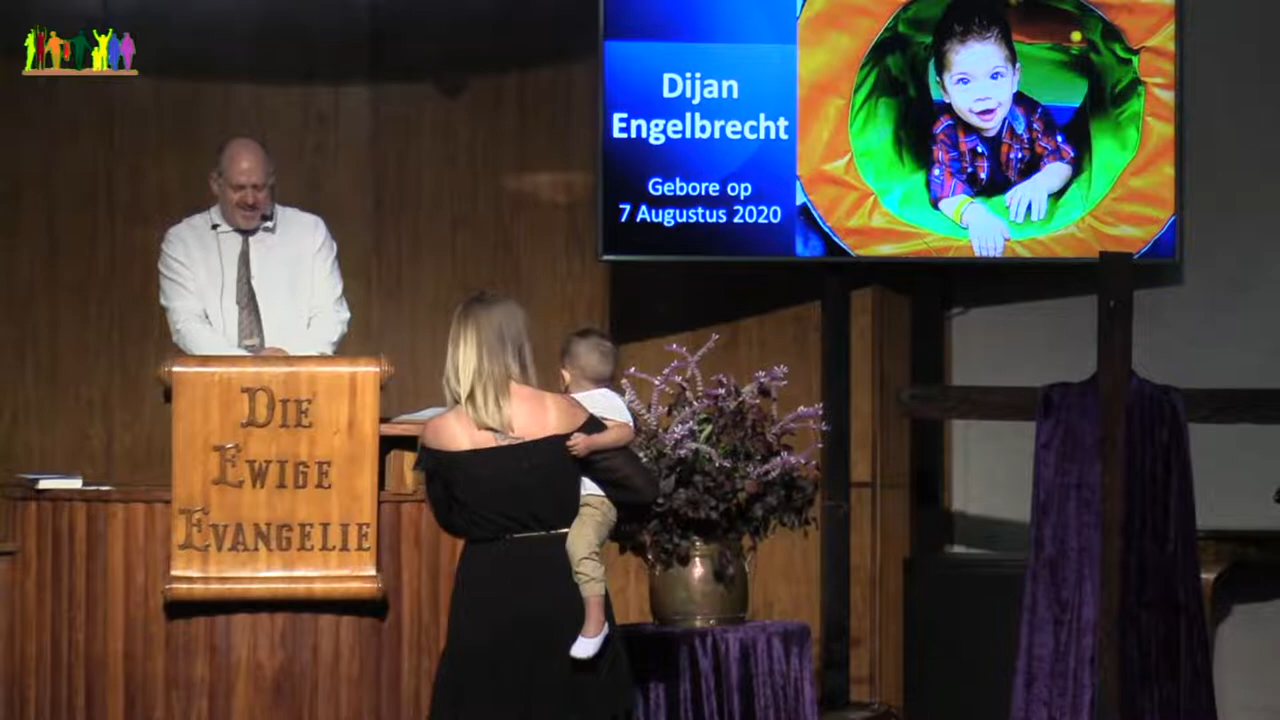 Dijan
Engelbrecht
Gebore op
7 Augustus 2020
DIE
EWIGE
EVANGELIE